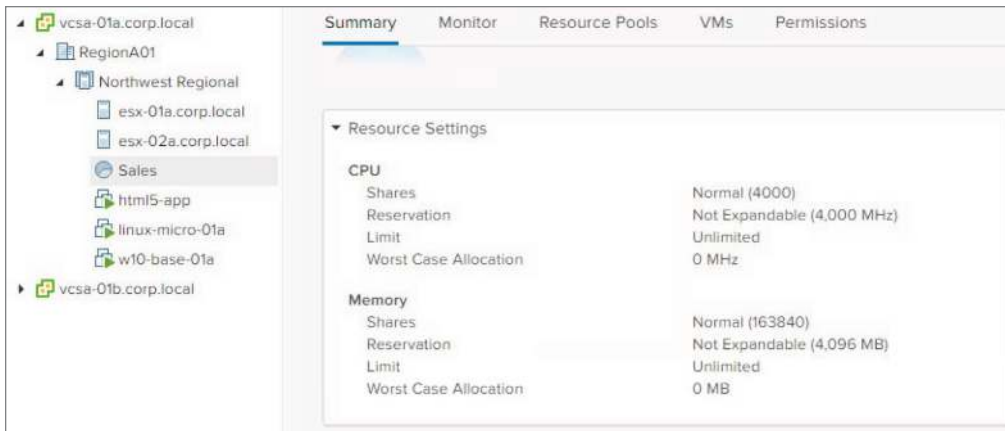 vcsa-01a.corp.local
RegionA01
Northwest Regional
esx-01a.corp.local
esx-02a.corp.local
Sales
html5-app
linux-micro-01a
w10-base-01a
vcsa-01b.corp.local
Summary Monitor Resource Pools VMs Permissions
Resource Settings
CPU
Shares Normal (4000)
Reservation Not Expandable (4,000 MHz)
Limit Unlimited
Worst Case Allocation 0 MHz
Memory
Shares Normal (163840)
Reservation Not Expandable (4,096 MB)
Limit Unlimited
Worst Case Allocation 0 MB